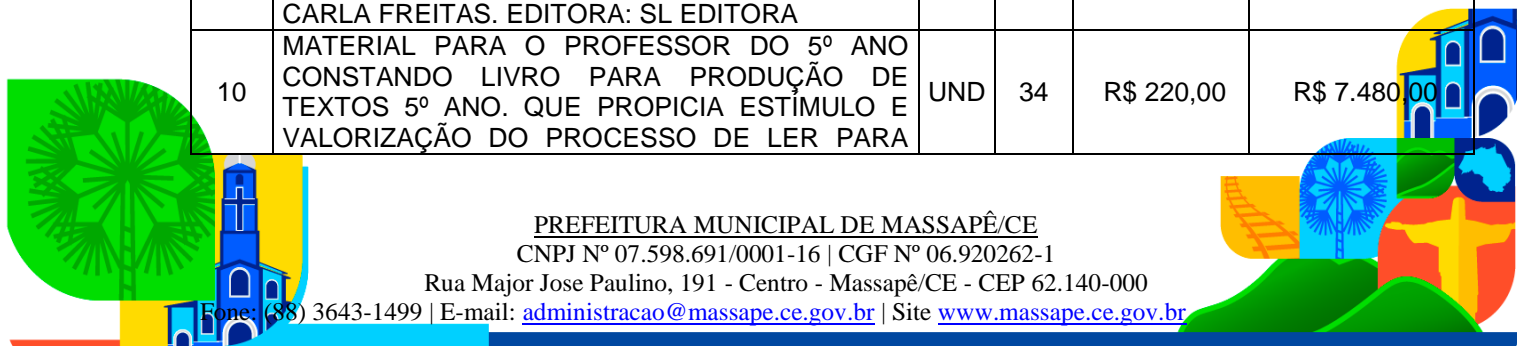 CARLA FREITAS. EDITORA: SL EDITORA
10
MATERIAL PARA O PROFESSOR DO 5º ANO
CONSTANDO LIVRO PARA PRODUÇÃO DE
TEXTOS 5º ANO. QUE PROPICIA ESTÍMULO E
VALORIZAÇÃO DO PROCESSO DE LER PARA
UND
34
R$ 220,00
R$ 7.480,00
PREFEITURA MUNICIPAL DE MASSAPÊ/CE
CNPJ Nº 07.598.691/0001-16 | CGF Nº 06.920262-1
Rua Major Jose Paulino, 191 - Centro - Massapê/CE - CEP 62.140-000
Fone: (88) 3643-1499 | E-mail: administracao@massape.ce.gov.br | Site www.massape.ce.gov.br